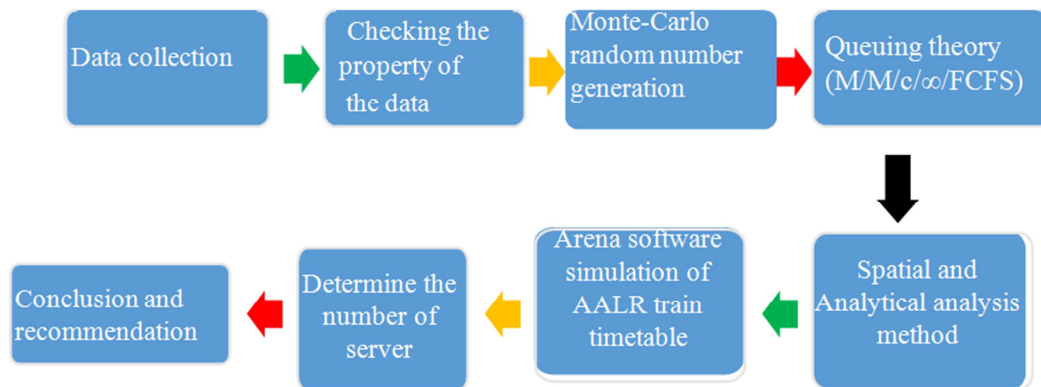 Data collection
Checking the
property of
the data
Monte-Carlo
random number
generation
Queuing theory
(M/M/c/∞/FCFS)
Spatial and
Analytical analysis
method
Arena software
simulation of
AALR train
timetable
Determine the
number of
server
Conclusion and
recommendation